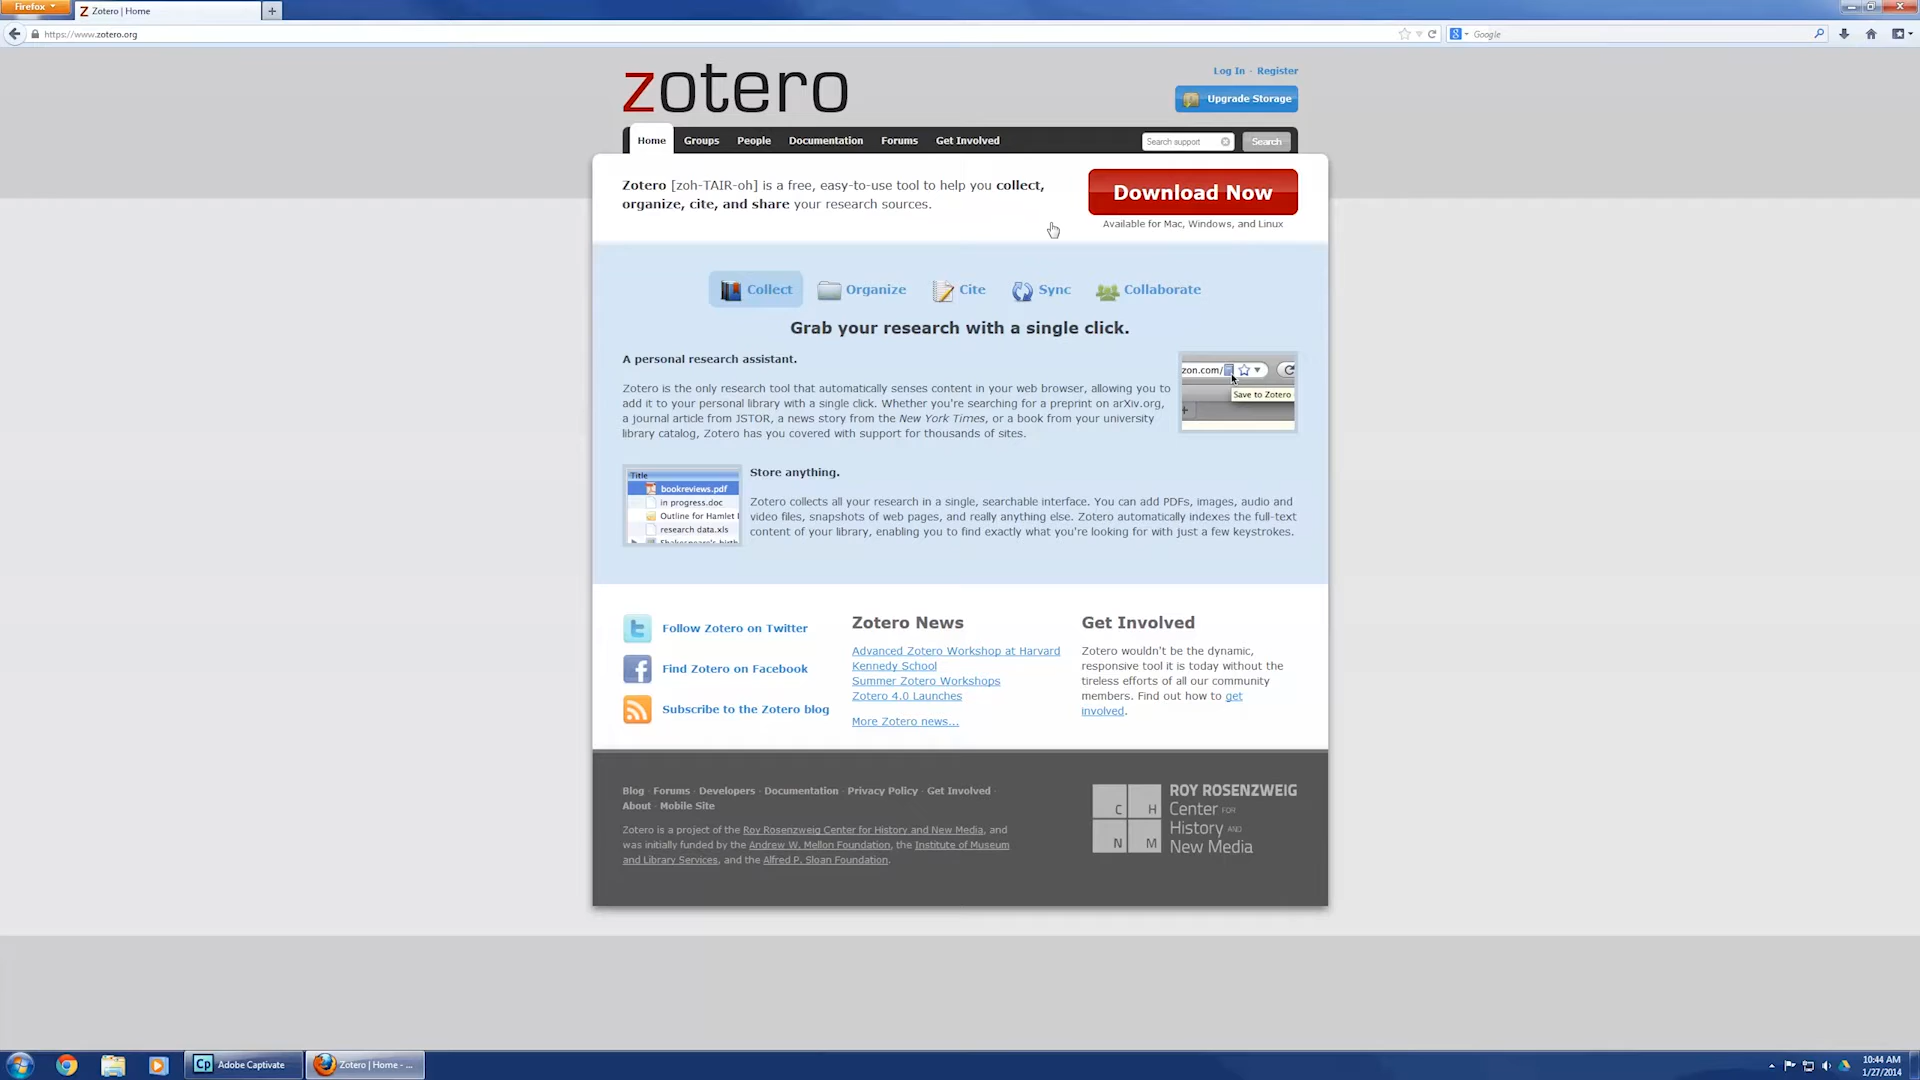 Firefox
Zotero | Home
https://www.zotero.org
Google
zotero
Log In - Register
Upgrade Storage
Home Groups People Documentation Forums Get Involved
Search support
Search
Zotero [zoh-TAIR-oh] is a free, easy-to-use tool to help you collect,
organize, cite, and share your research sources.
Download Now
Available for Mac, Windows, and Linux
Collect Organize Cite Sync Collaborate
Grab your research with a single click.
A personal research assistant.
Zotero is the only research tool that automatically senses content in your web browser, allowing you to
add it to your personal library with a single click. Whether you're searching for a preprint on arXiv.org,
a journal article from JSTOR, a news story from the New York Times, or a book from your university
library catalog, Zotero has you covered with support for thousands of sites.
zon.com/
Save to Zotero
Title
bookreviews.pdf
in progress.doc
Outline for Hamlet
research data.xls
Store anything.
Zotero collects all your research in a single, searchable interface. You can add PDFs, images, audio and
video files, snapshots of web pages, and really anything else. Zotero automatically indexes the full-text
content of your library, enabling you to find exactly what you're looking for with just a few keystrokes.
Follow Zotero on Twitter
Find Zotero on Facebook
Subscribe to the Zotero blog
Zotero News
Advanced Zotero Workshop at Harvard
Kennedy School
Summer Zotero Workshops
Zotero 4.0 Launches
More Zotero news...
Get Involved
Zotero wouldn't be the dynamic,
responsive tool it is today without the
tireless efforts of all our community
members. Find out how to get
involved.
Blog · Forums · Developers · Documentation · Privacy Policy · Get Involved ·
About · Mobile Site
Zotero is a project of the Roy Rosenzweig Center for History and New Media, and
was initially funded by the Andrew W. Mellon Foundation, the Institute of Museum
and Library Services, and the Alfred P. Sloan Foundation.
C H
N M
ROY ROSENZWEIG
Center FOR
History AND
New Media
Cp Adobe Captivate
Zotero | Home - ...
10:44 AM
1/27/2014